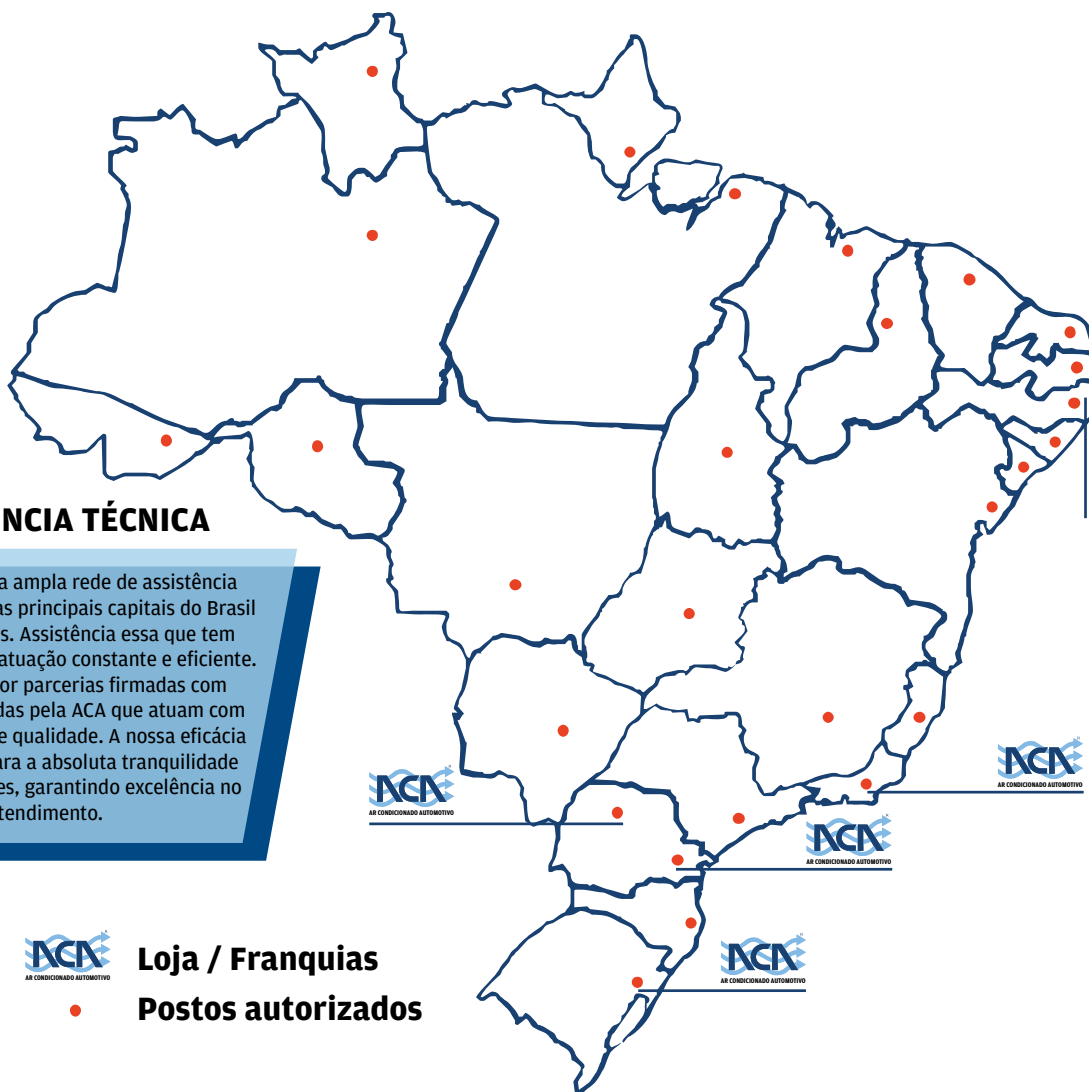 NCIA TÉCNICA
a ampla rede de assistência
as principais capitais do Brasil
s. Assistência essa que tem
atuação constante e eficiente.
or parcerias firmadas com
das pela ACA que atuam com
e qualidade. A nossa eficácia
ara a absoluta tranquilidade
es, garantindo excelência no
tendimento.
ACA
AR CONDICIONADO AUTOMOTIVO
ACA
AR CONDICIONADO AUTOMOTIVO
ACA
AR CONDICIONADO AUTOMOTIVO
ACA
AR CONDICIONADO AUTOMOTIVO
ACA
AR CONDICIONADO AUTOMOTIVO
Loja / Franquias
Postos autorizados